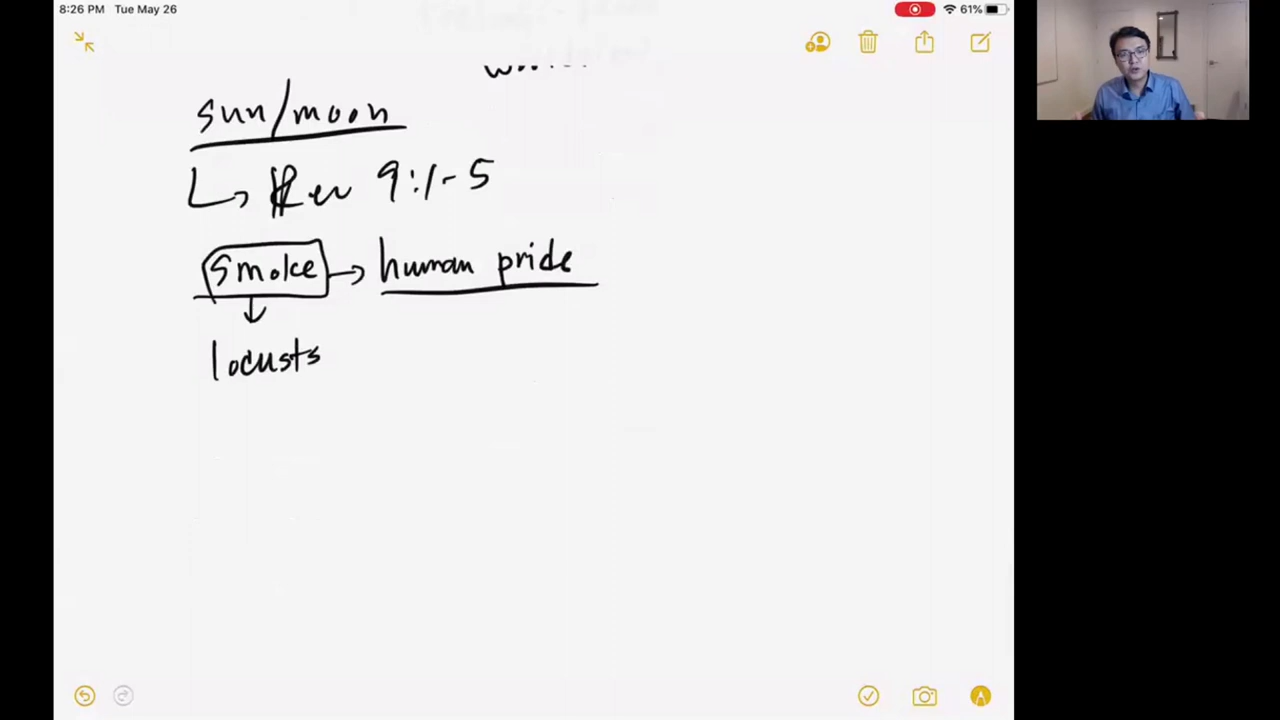 8:26 PM Tue May 26 61%
sun/moon
↳ Rev 9:1-5
smoke → human pride
↓
locusts